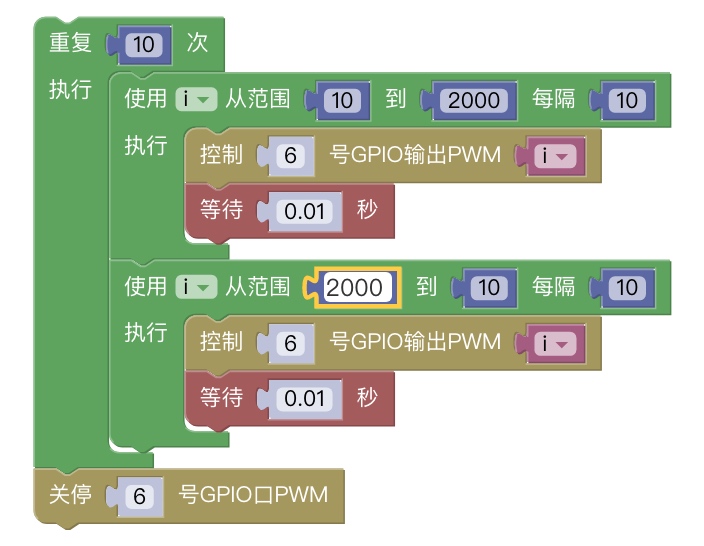 重复 10 次
执行
使用 i 从范围 10 到 2000 每隔 10
执行
控制 6 号GPIO输出PWM i
等待 0.01 秒
使用 i 从范围 2000 到 10 每隔 10
执行
控制 6 号GPIO输出PWM i
等待 0.01 秒
关停 6 号GPIO口PWM